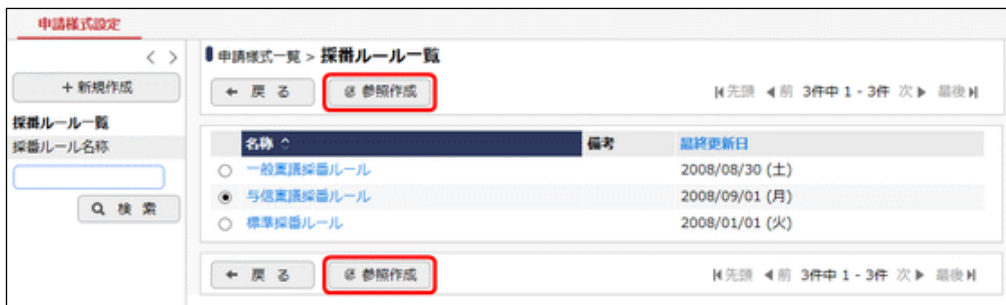 申請様式設定
< >
+ 新規作成
採番ルール一覧
採番ルール名称
検 索
申請様式一覧 > 採番ルール一覧
戻 る 参照作成 先頭 前 3件中 1 - 3件 次 最後
名称 備考 最終更新日
一般稟議採番ルール 2008/08/30 (土)
与信稟議採番ルール 2008/09/01 (月)
標準採番ルール 2008/01/01 (火)
戻 る 参照作成 先頭 前 3件中 1 - 3件 次 最後